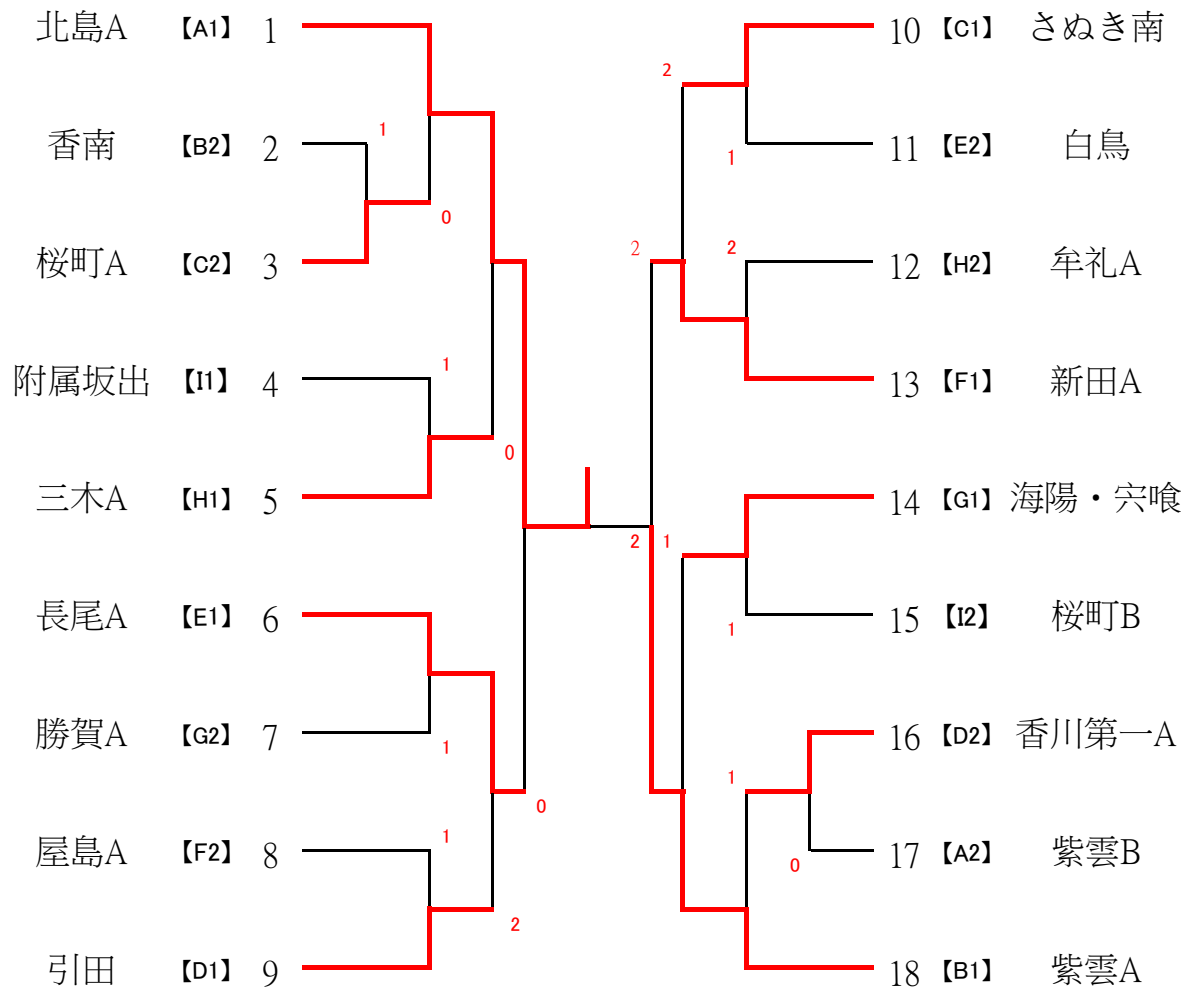 北島A 【A1】 1
香南 【B2】 2
桜町A 【C2】 3
附属坂出 【I1】 4
三木A 【H1】 5
長尾A 【E1】 6
勝賀A 【G2】 7
屋島A 【F2】 8
引田 【D1】 9
1
0
1
0
1
0
1
2
10 【C1】 さぬき南
11 【E2】 白鳥
12 【H2】 牟礼A
13 【F1】 新田A
14 【G1】 海陽・宍喰
15 【I2】 桜町B
16 【D2】 香川第一A
17 【A2】 紫雲B
18 【B1】 紫雲A
2
1
2
2
2
1
1
1
0